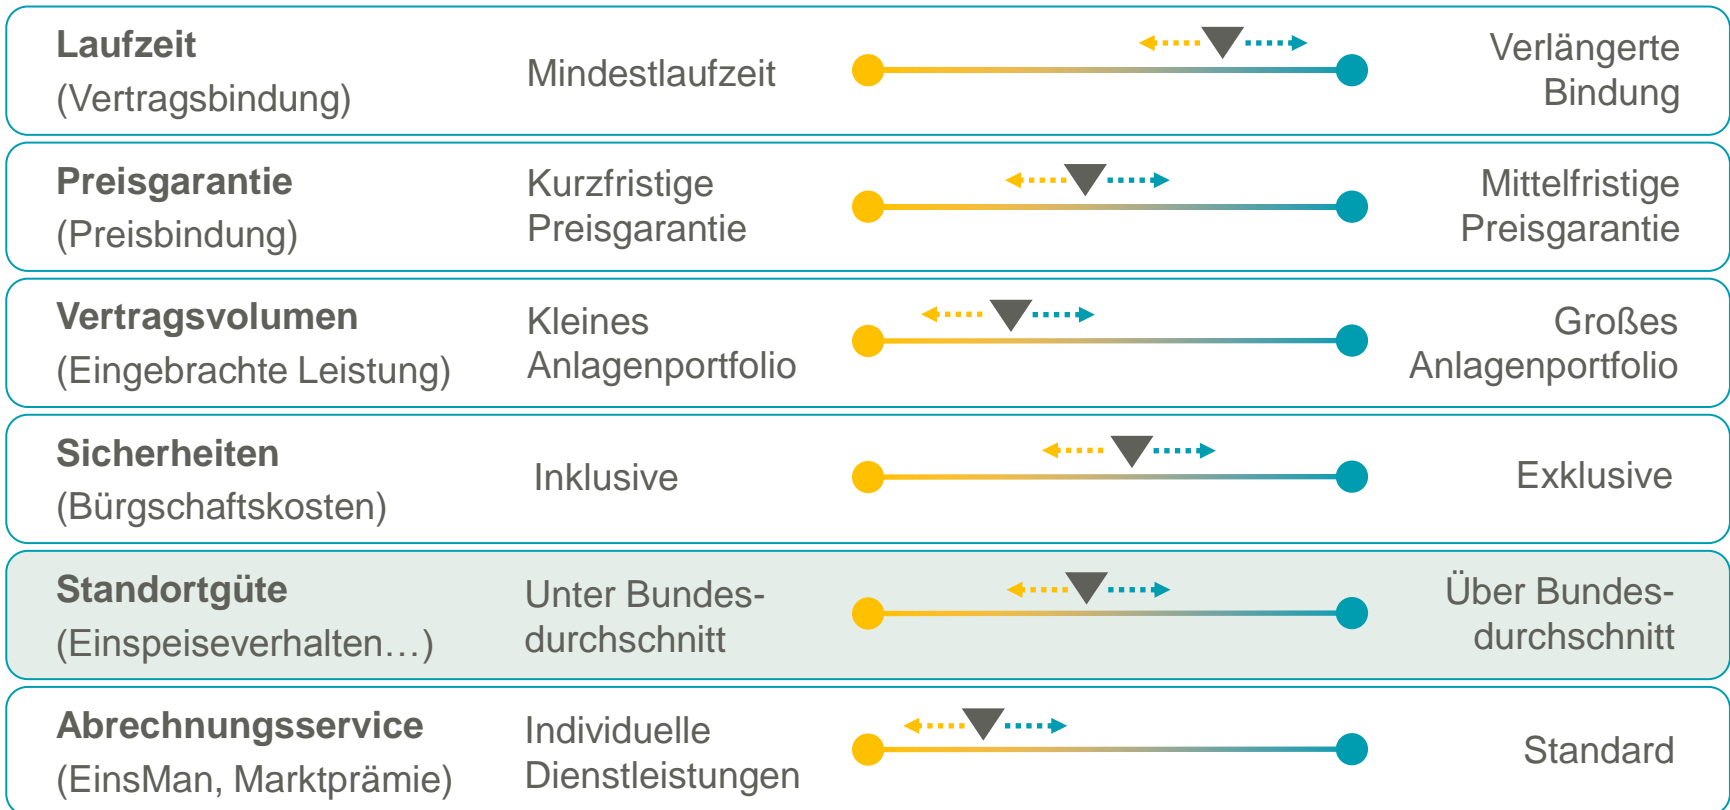 Laufzeit
(Vertragsbindung)
Mindestlaufzeit
Verlängerte
Bindung
Preisgarantie
(Preisbindung)
Kurzfristige
Preisgarantie
Mittelfristige
Preisgarantie
Vertragsvolumen
(Eingebrachte Leistung)
Kleines
Anlagenportfolio
Großes
Anlagenportfolio
Sicherheiten
(Bürgschaftskosten)
Inklusive
Exklusive
Standortgüte
(Einspeiseverhalten…)
Unter Bundes-
durchschnitt
Über Bundes-
durchschnitt
Abrechnungsservice
(EinsMan, Marktprämie)
Individuelle
Dienstleistungen
Standard